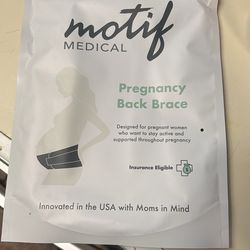 motif
MEDICAL
Pregnancy
Back Brace
Designed for pregnant women
who want to stay active and
supported throughout pregnancy
Insurance Eligible
Innovated in the USA with Moms in Mind